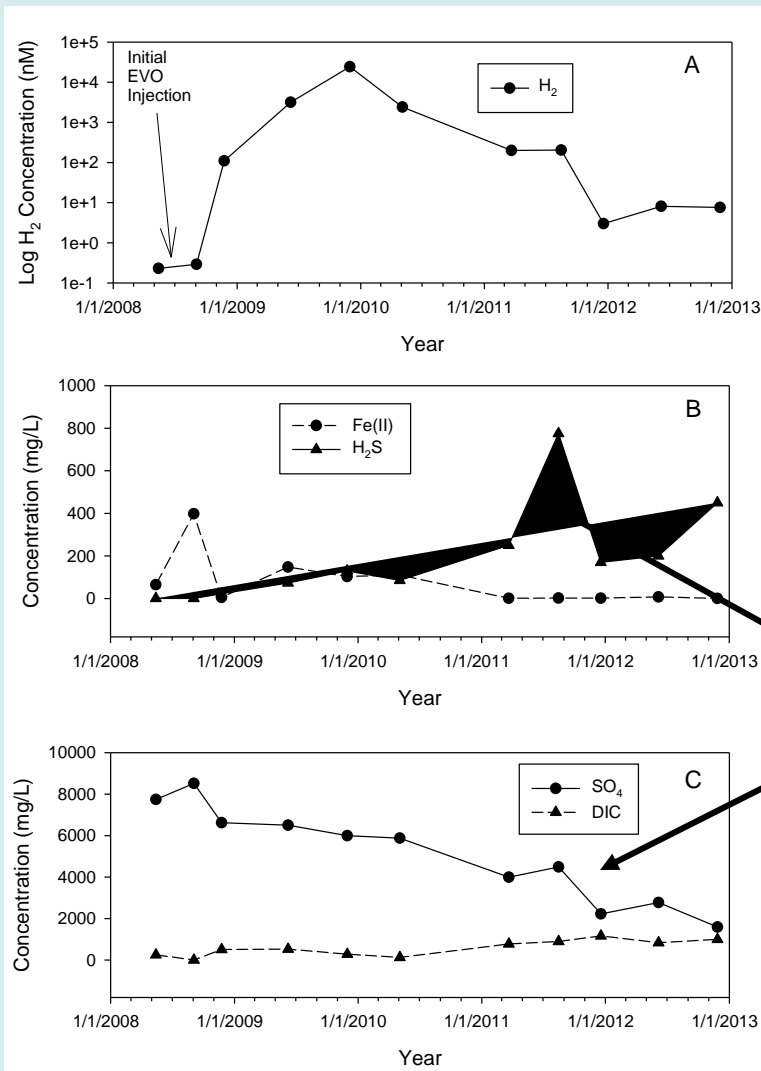 1e+5
1e+4
1e+3
1e+2
1e+1
1e+0
1e-1
Log H₂ Concentration (nM)
Initial
EVO
Injection
H₂
A
1/1/2008 1/1/2009 1/1/2010 1/1/2011 1/1/2012 1/1/2013
Year
1000
800
600
400
200
0
Concentration (mg/L)
Fe(II)
H₂S
B
1/1/2008 1/1/2009 1/1/2010 1/1/2011 1/1/2012 1/1/2013
Year
10000
8000
6000
4000
2000
0
Concentration (mg/L)
SO₄
DIC
C
1/1/2008 1/1/2009 1/1/2010 1/1/2011 1/1/2012 1/1/2013
Year